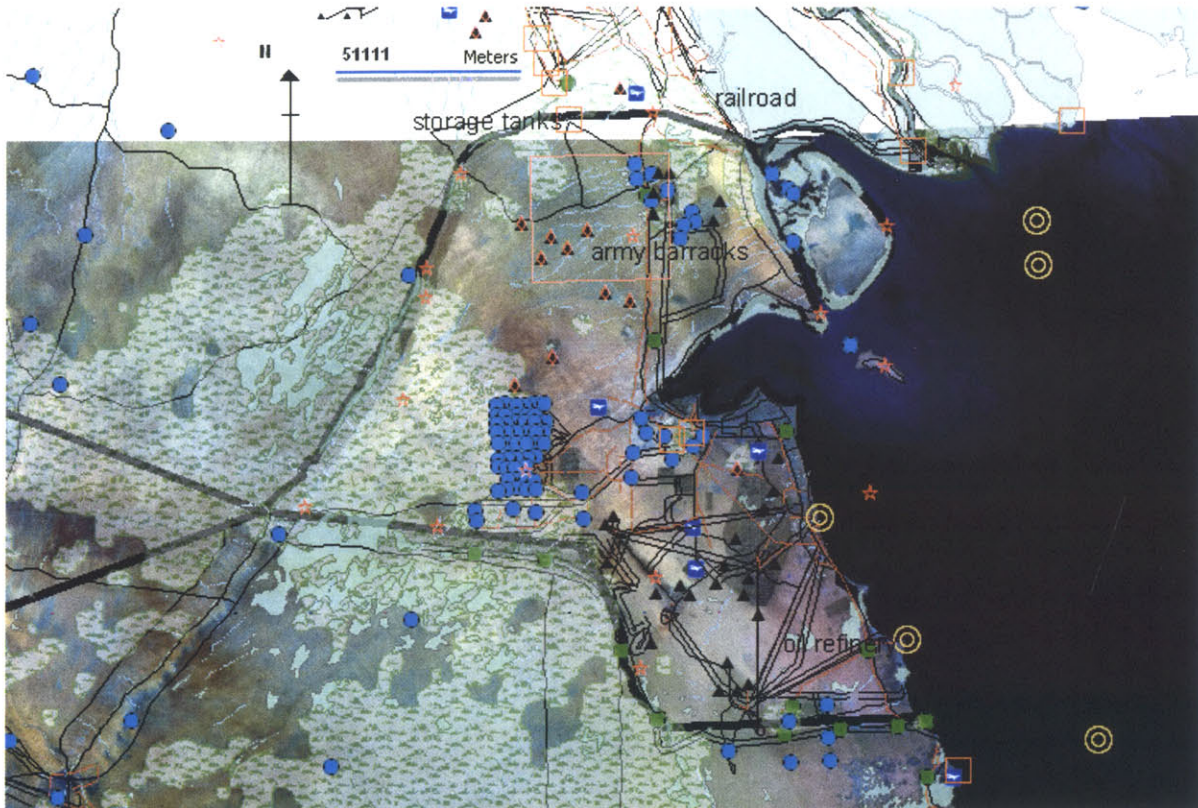 N
51111 Meters
railroad
storage tanks
army barracks
oil refinery